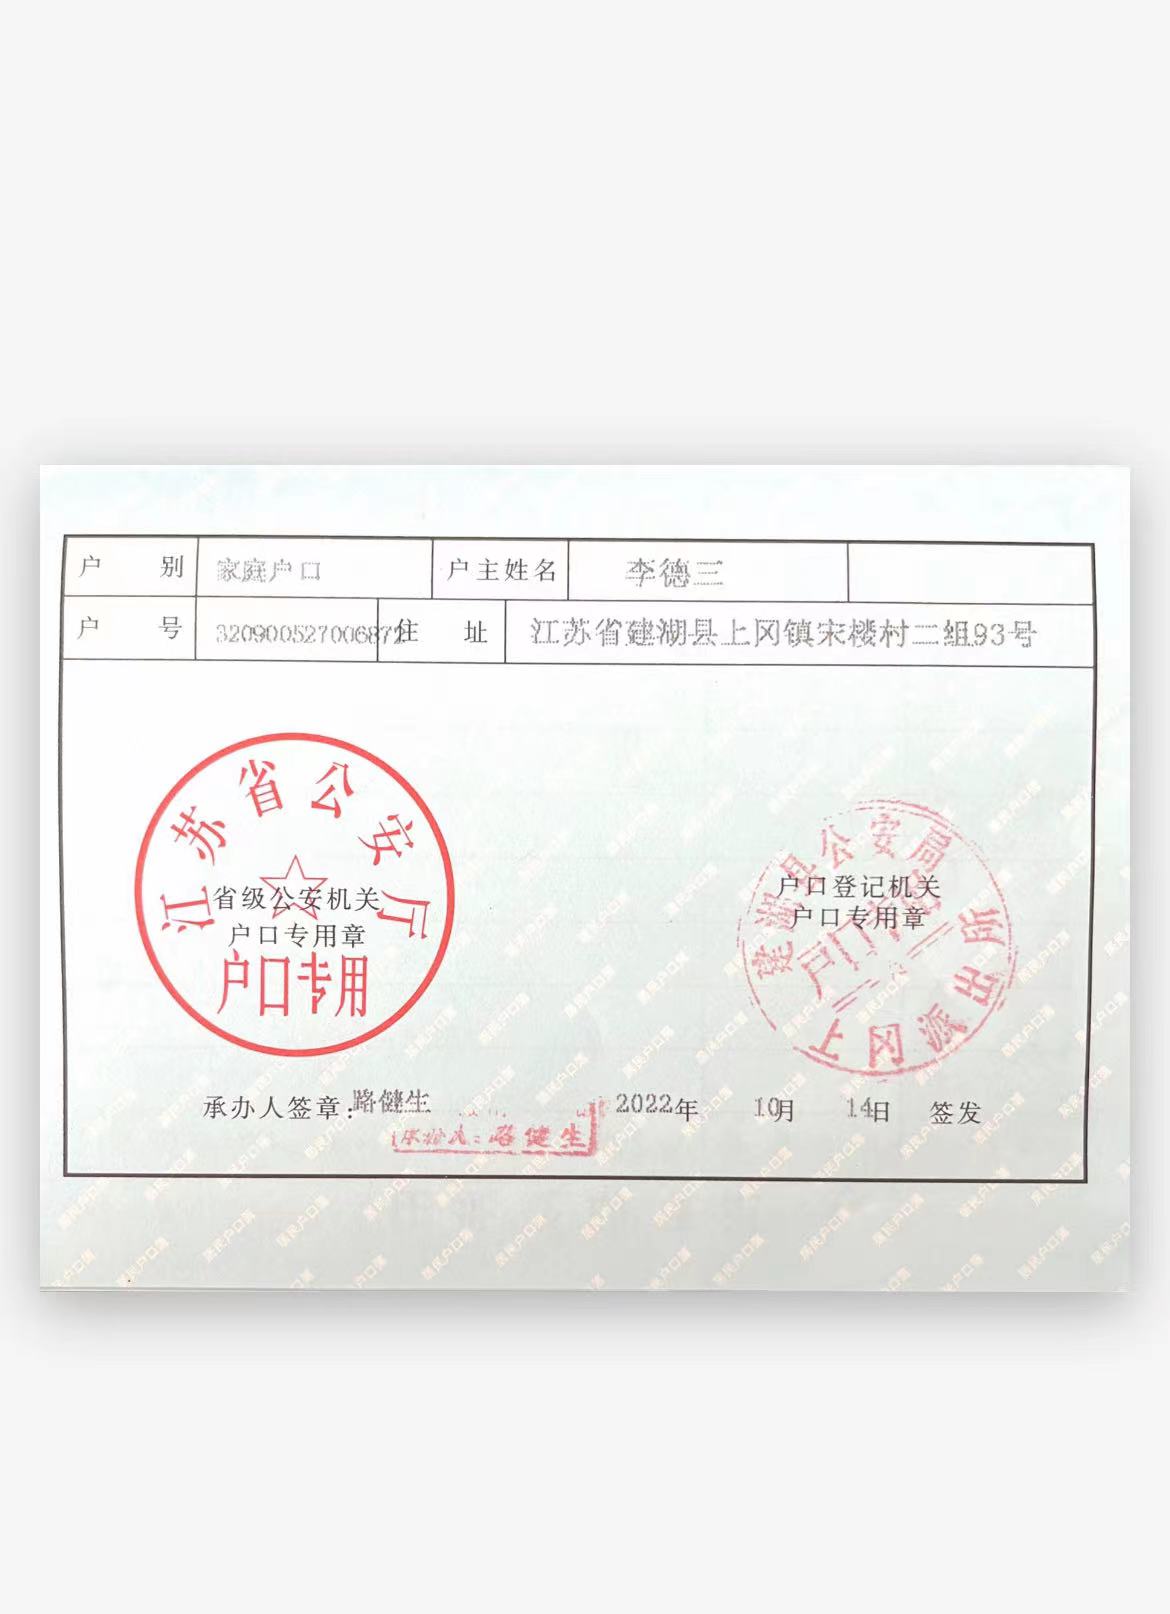 户 别 家庭户口 户主姓名 李德三
户 号 320900527006872 住 址 江苏省建湖县上冈镇宋楼村二组93号
江苏省公安厅
省级公安机关
户口专用章
户口专用
建湖县公安局
户口登记机关
户口专用章
户口专用
上冈派出所
承办人签章:路健生 2022年 10月 14日 签发
承办人:路健生
居民户口簿